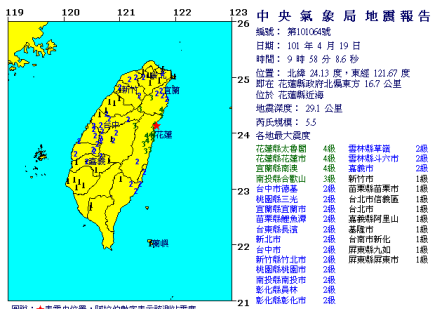 中央氣象局地震報告
編號： 第101064號
日期： 101 年 4 月 19 日
時間： 9 時 58 分 8.6 秒
位置： 北緯 24.13 度，東經 121.67 度
即在 花蓮縣政府北偏東方 16.7 公里
位於 花蓮縣近海
地震深度： 29.1 公里
芮氏規模： 5.5
各地最大震度
花蓮縣太魯閣 4級 雲林縣草嶺 2級
花蓮縣花蓮市 4級 雲林縣斗六市 2級
宜蘭縣南澳 4級 嘉義市 2級
南投縣合歡山 3級 新竹市 1級
台中市德基 2級 苗栗縣苗栗市 1級
桃園縣三光 2級 台北市信義區 1級
宜蘭縣宜蘭市 2級 台北市 1級
苗栗縣鯉魚潭 2級 嘉義縣阿里山 1級
台東縣長濱 2級 基隆市 1級
新北市 2級 台南市新化 1級
台中市 2級 屏東縣九如 1級
新竹縣竹北市 2級 屏東縣屏東市 1級
桃園縣桃園市 2級
南投縣南投市 2級
彰化縣員林 2級
彰化縣彰化市 2級
119 120 121 122 123
26
25
24
23
22
21
新竹
宜蘭
台中
花蓮
嘉義
蘭嶼